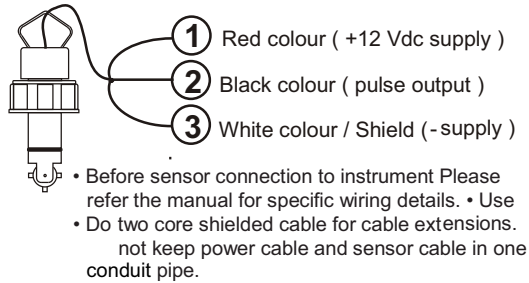 1 Red colour ( +12 Vdc supply )
2 Black colour ( pulse output )
3 White colour / Shield (- supply )
• Before sensor connection to instrument Please
refer the manual for specific wiring details. • Use
• Do two core shielded cable for cable extensions.
not keep power cable and sensor cable in one
conduit pipe.